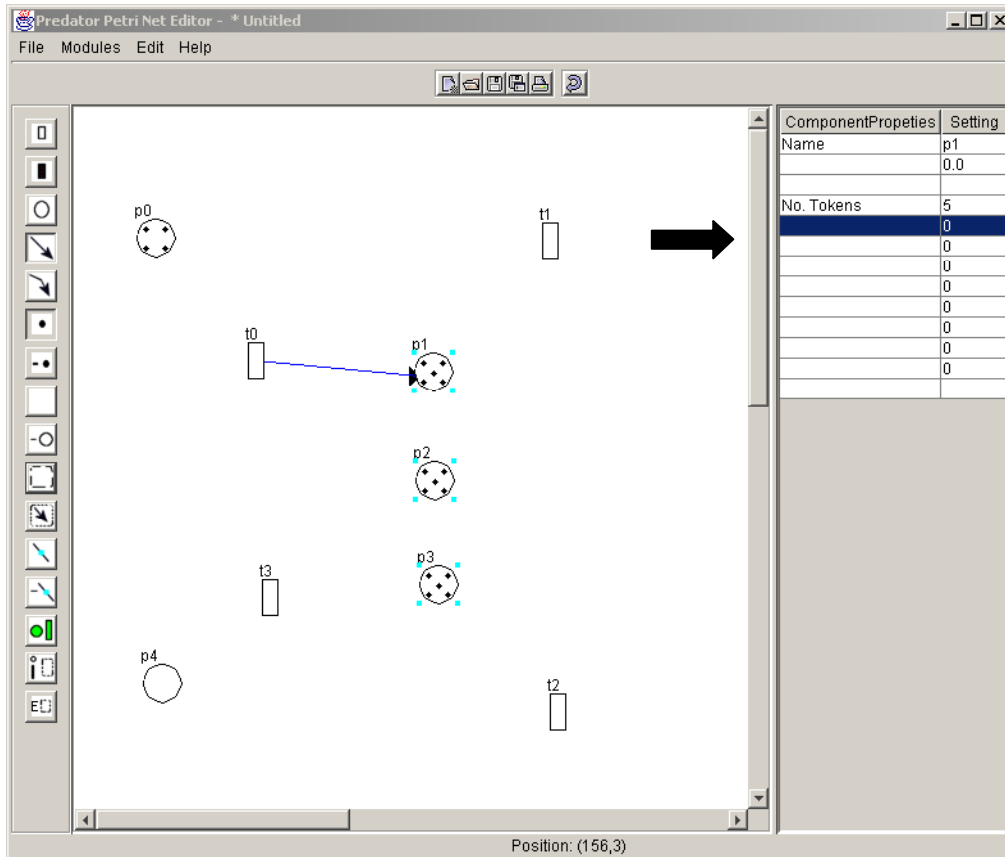 Predator Petri Net Editor - * Untitled
File Modules Edit Help
ComponentPropeties Setting
Name p1
0.0
No. Tokens 5
0
0
0
0
0
0
0
0
p0
t1
t0
p1
p2
p3
t3
p4
t2
E
Position: (156,3)